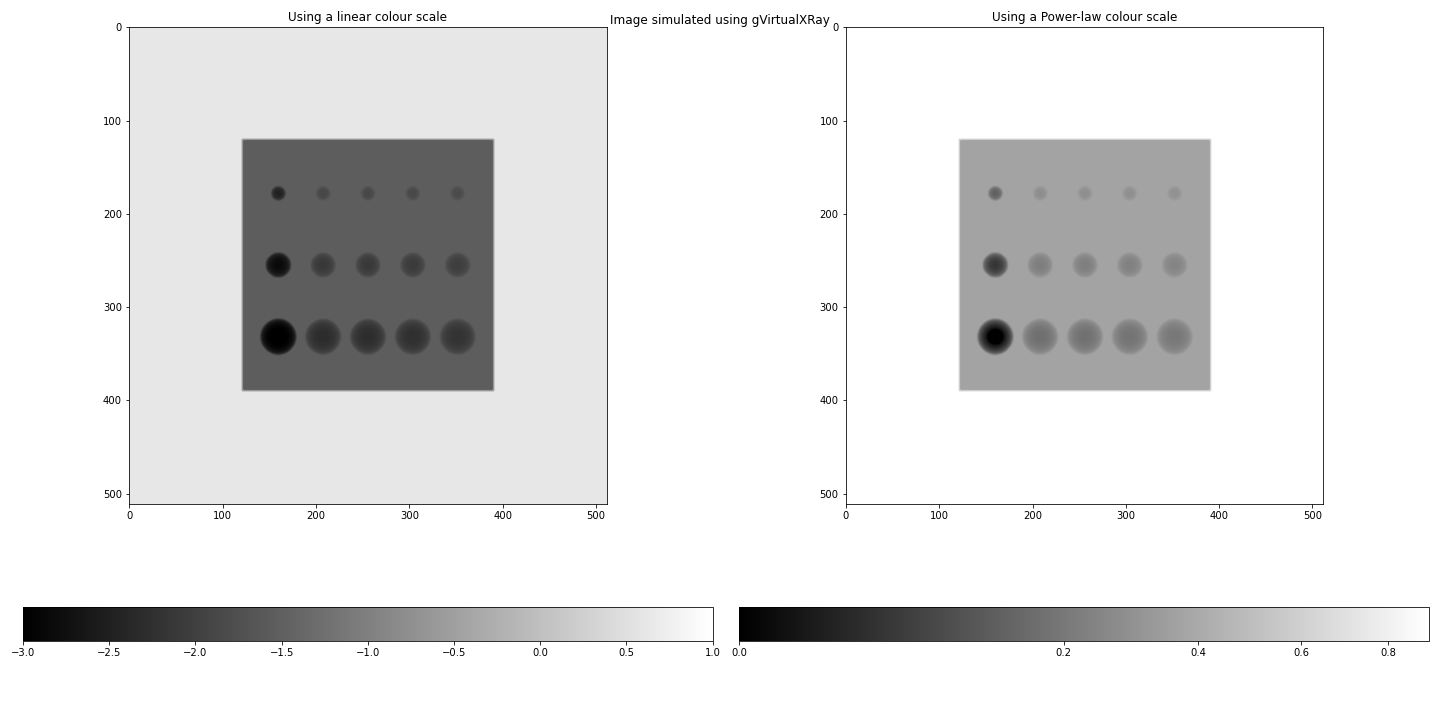 Image simulated using gVirtualXRay
Using a linear colour scale
0
100
200
300
400
500
0 100 200 300 400 500
−3.0 −2.5 −2.0 −1.5 −1.0 −0.5 0.0 0.5 1.0
Using a Power-law colour scale
0
100
200
300
400
500
0 100 200 300 400 500
0.0 0.2 0.4 0.6 0.8